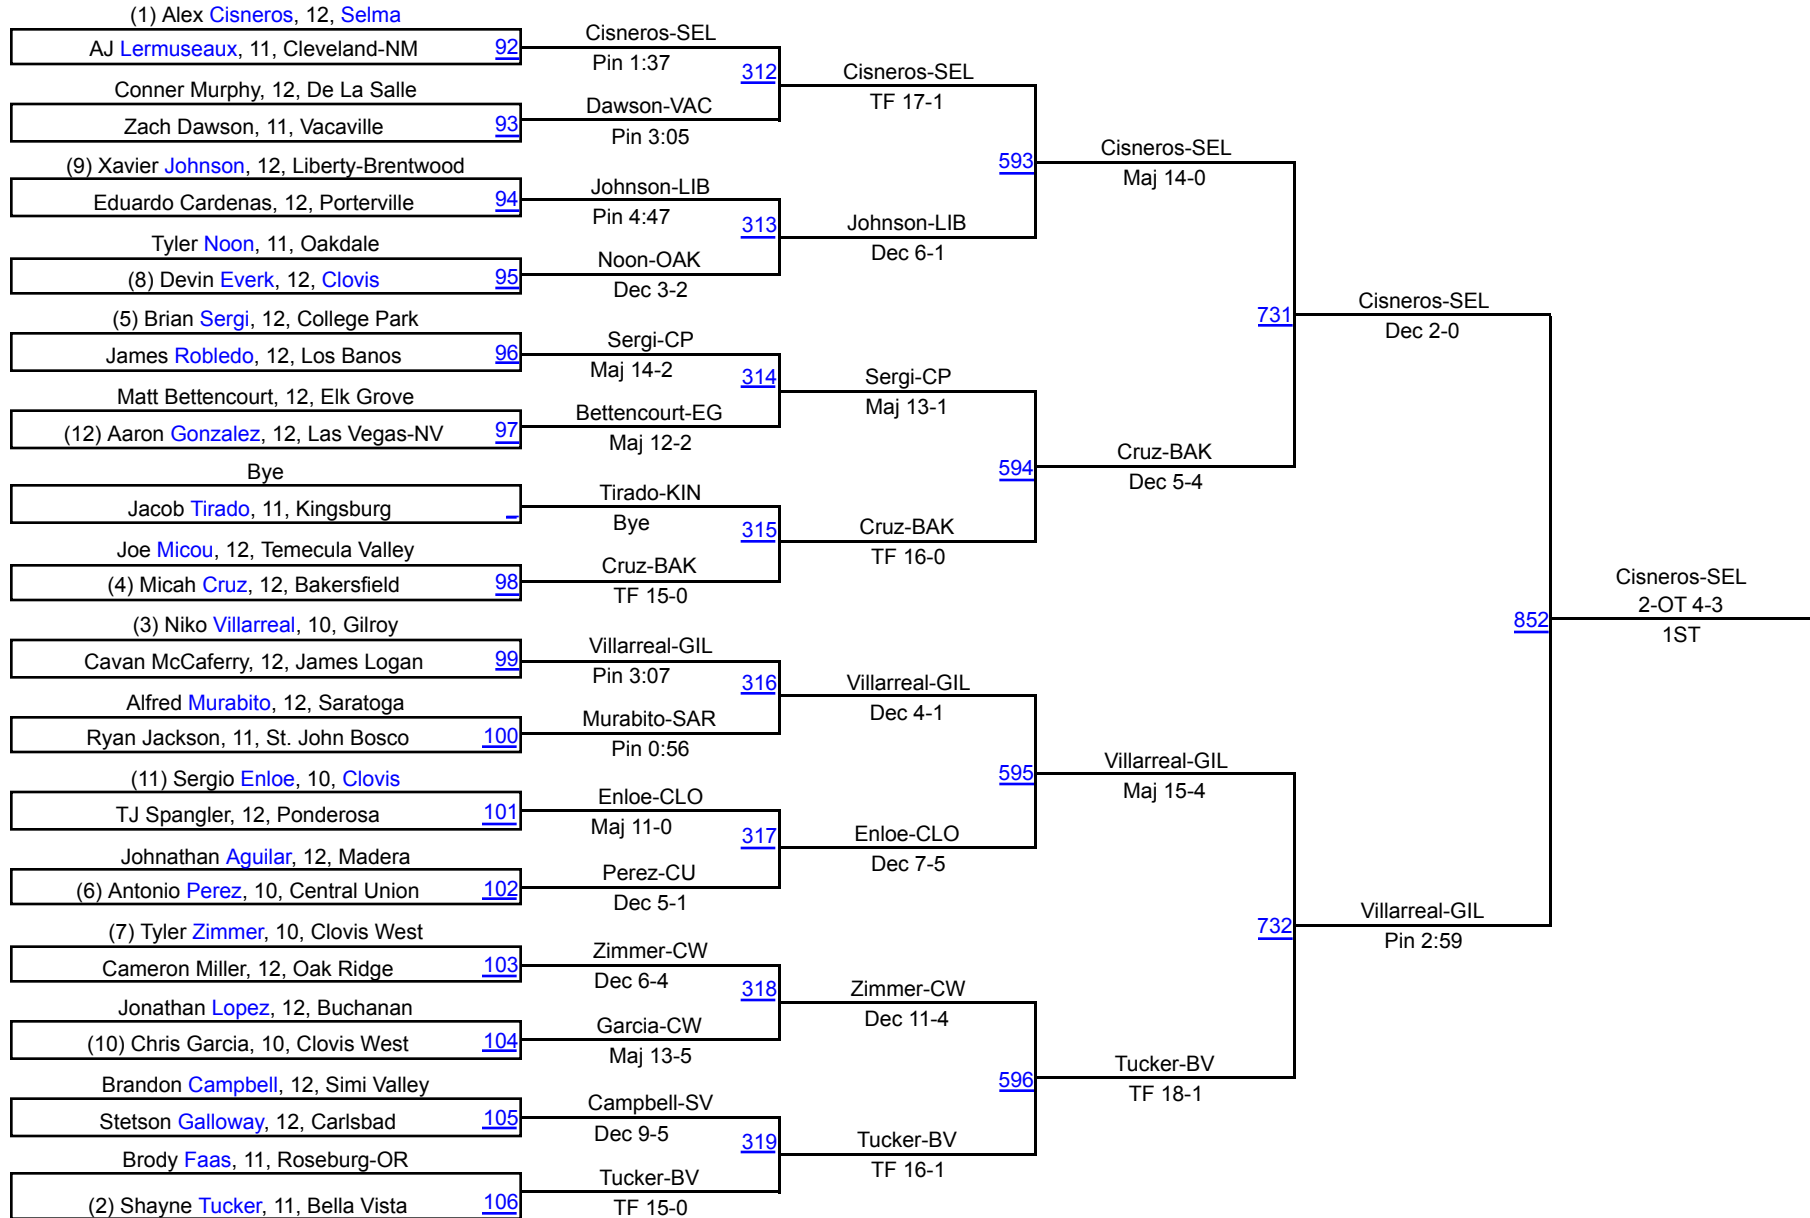 (1) Alex Cisneros, 12, Selma
AJ Lermuseaux, 11, Cleveland-NM 92
Conner Murphy, 12, De La Salle
Zach Dawson, 11, Vacaville 93
(9) Xavier Johnson, 12, Liberty-Brentwood
Eduardo Cardenas, 12, Porterville 94
Tyler Noon, 11, Oakdale
(8) Devin Everk, 12, Clovis 95
(5) Brian Sergi, 12, College Park
James Robledo, 12, Los Banos 96
Matt Bettencourt, 12, Elk Grove
(12) Aaron Gonzalez, 12, Las Vegas-NV 97
Bye
Jacob Tirado, 11, Kingsburg _
Joe Micou, 12, Temecula Valley
(4) Micah Cruz, 12, Bakersfield 98
(3) Niko Villarreal, 10, Gilroy
Cavan McCaferry, 12, James Logan 99
Alfred Murabito, 12, Saratoga
Ryan Jackson, 11, St. John Bosco 100
(11) Sergio Enloe, 10, Clovis
TJ Spangler, 12, Ponderosa 101
Johnathan Aguilar, 12, Madera
(6) Antonio Perez, 10, Central Union 102
(7) Tyler Zimmer, 10, Clovis West
Cameron Miller, 12, Oak Ridge 103
Jonathan Lopez, 12, Buchanan
(10) Chris Garcia, 10, Clovis West 104
Brandon Campbell, 12, Simi Valley
Stetson Galloway, 12, Carlsbad 105
Brody Faas, 11, Roseburg-OR
(2) Shayne Tucker, 11, Bella Vista 106
Cisneros-SEL
Pin 1:37
312
Dawson-VAC
Pin 3:05
Johnson-LIB
Pin 4:47
313
Noon-OAK
Dec 3-2
Sergi-CP
Maj 14-2
314
Bettencourt-EG
Maj 12-2
Tirado-KIN
Bye
315
Cruz-BAK
TF 15-0
Villarreal-GIL
Pin 3:07
316
Murabito-SAR
Pin 0:56
Enloe-CLO
Maj 11-0
317
Perez-CU
Dec 5-1
Zimmer-CW
Dec 6-4
318
Garcia-CW
Maj 13-5
Campbell-SV
Dec 9-5
319
Tucker-BV
TF 15-0
Cisneros-SEL
TF 17-1
593
Johnson-LIB
Dec 6-1
Sergi-CP
Maj 13-1
594
Cruz-BAK
TF 16-0
Villarreal-GIL
Dec 4-1
595
Enloe-CLO
Dec 7-5
Zimmer-CW
Dec 11-4
596
Tucker-BV
TF 16-1
Cisneros-SEL
Maj 14-0
731
Cruz-BAK
Dec 5-4
Villarreal-GIL
Maj 15-4
732
Tucker-BV
TF 18-1
Cisneros-SEL
Dec 2-0
852
Villarreal-GIL
Pin 2:59
Cisneros-SEL
2-OT 4-3
1ST